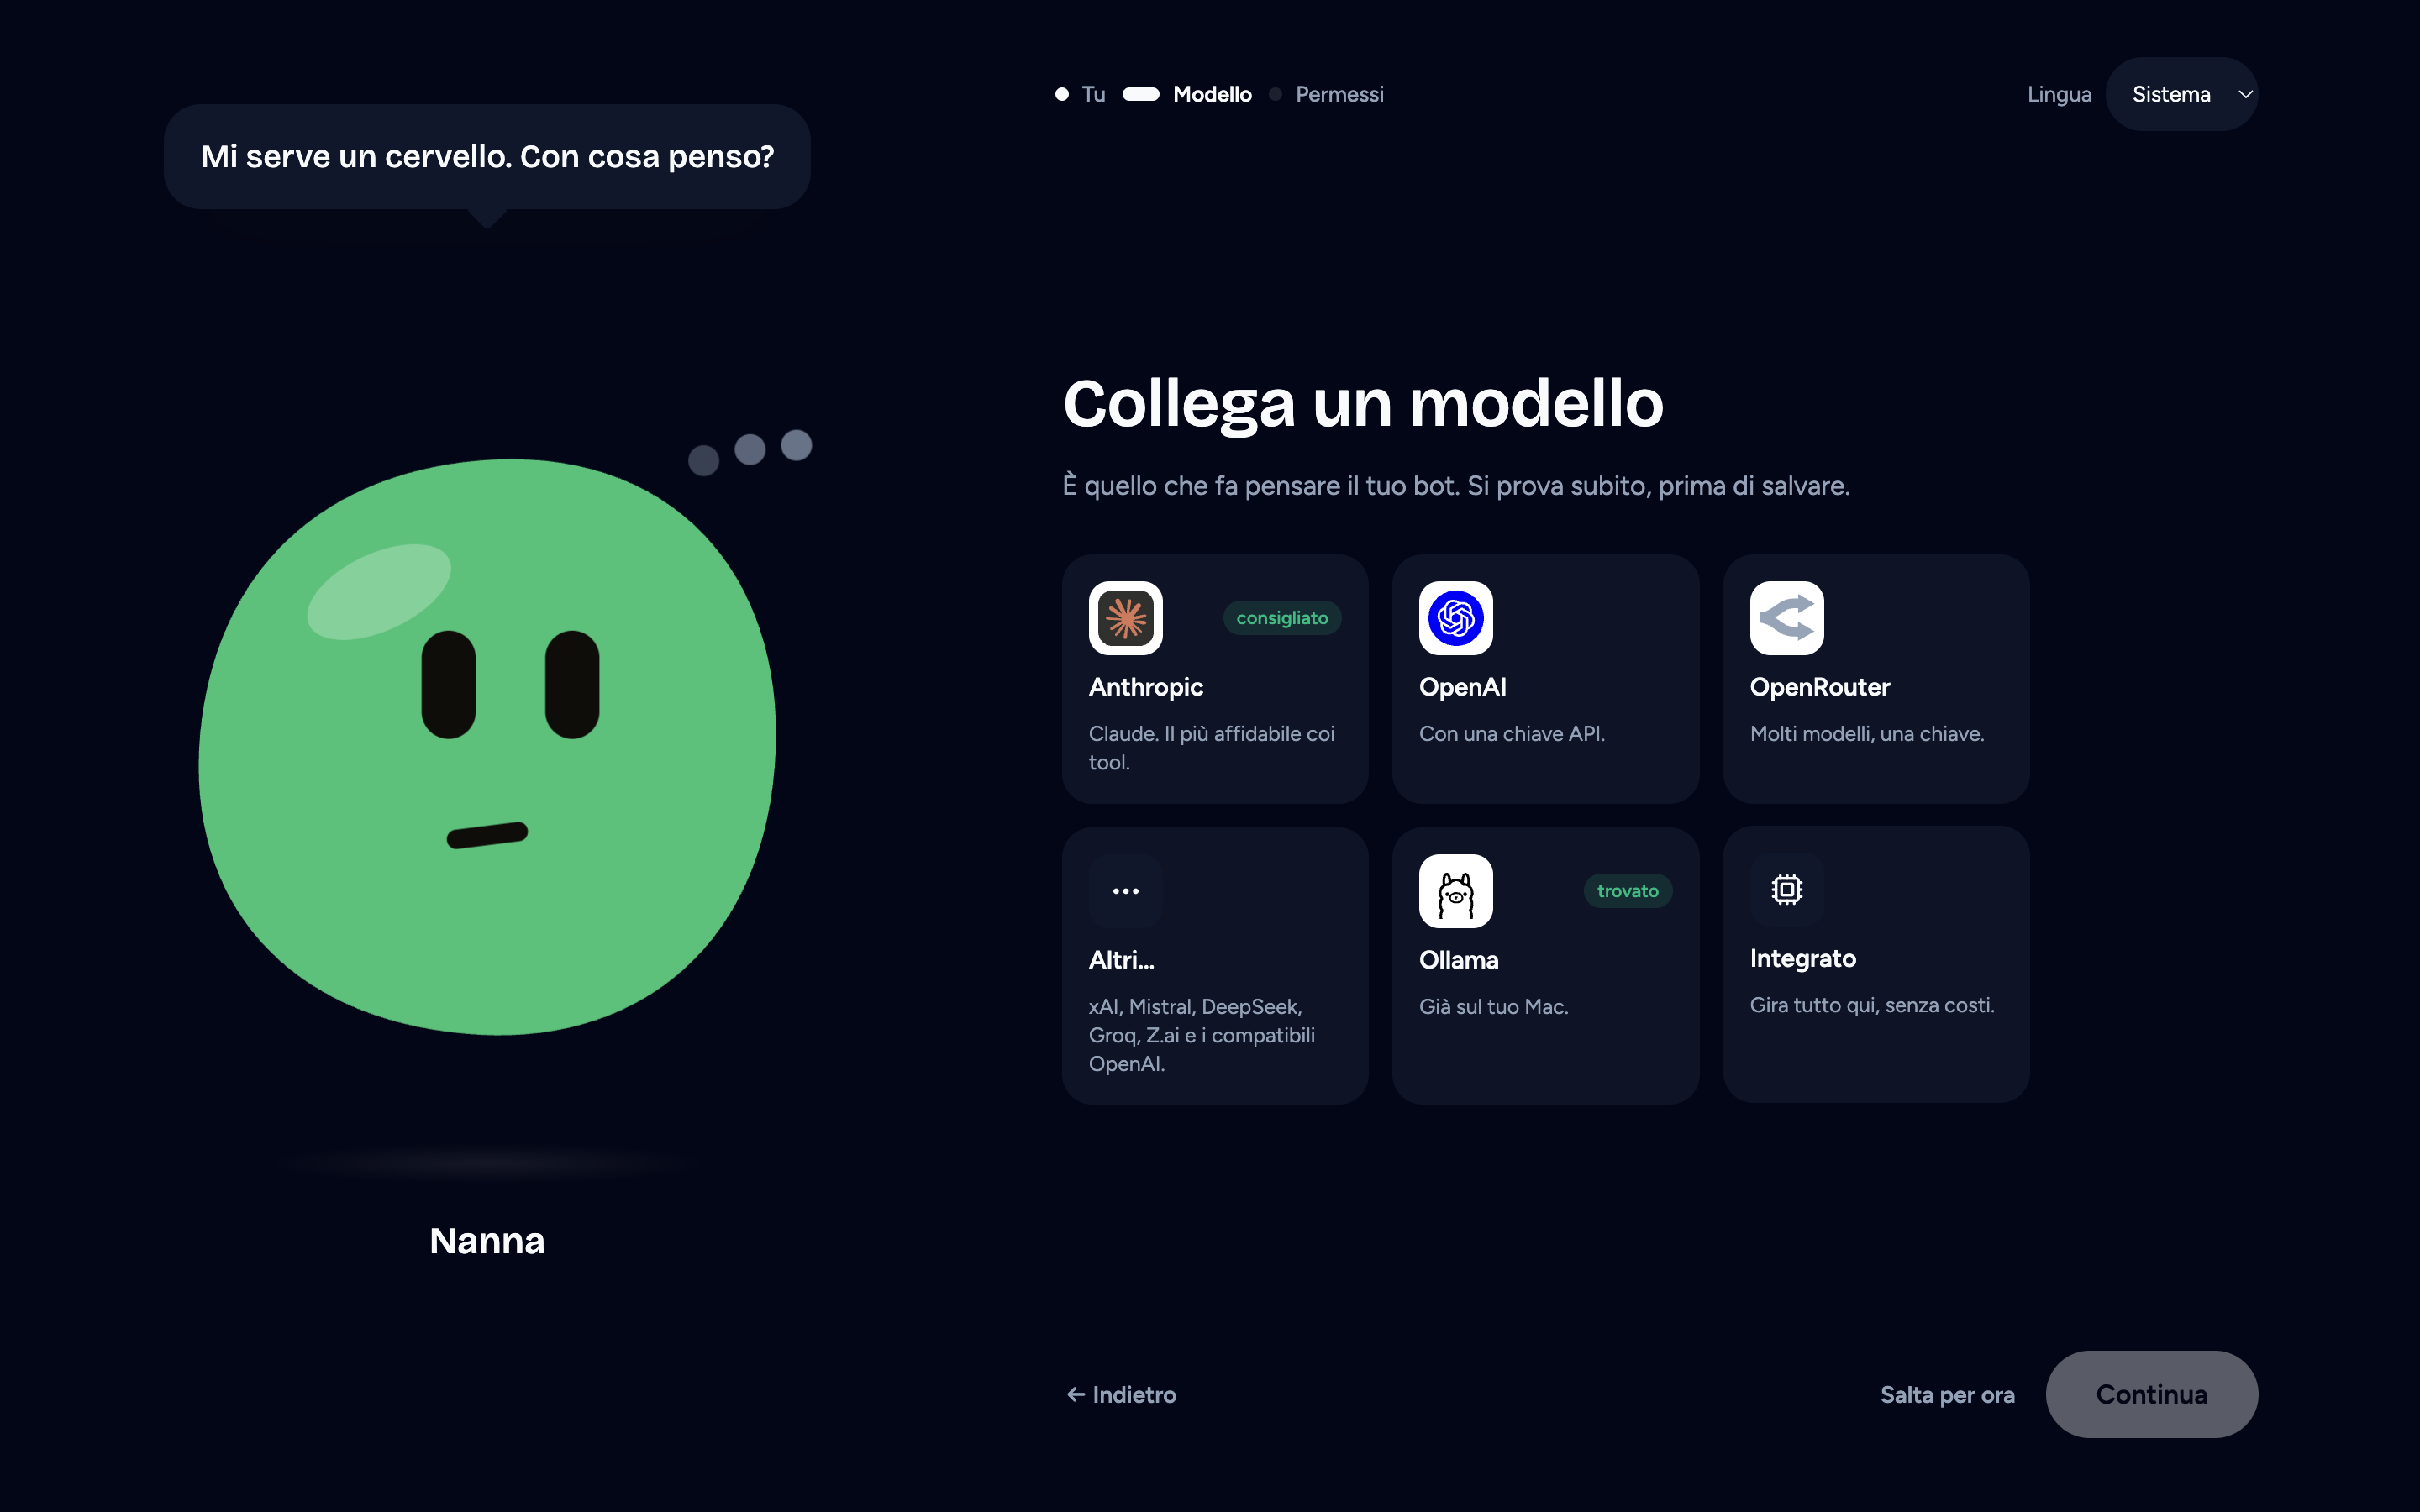 Tu
Modello
Permessi
Lingua
Sistema
Mi serve un cervello. Con cosa penso?
Nanna
Collega un modello
È quello che fa pensare il tuo bot. Si prova subito, prima di salvare.
consigliato
Anthropic
Claude. Il più affidabile coi
tool.
OpenAI
Con una chiave API.
OpenRouter
Molti modelli, una chiave.
Altri...
xAI, Mistral, DeepSeek,
Groq, Z.ai e i compatibili
OpenAI.
trovato
Ollama
Già sul tuo Mac.
Integrato
Gira tutto qui, senza costi.
← Indietro
Salta per ora
Continua